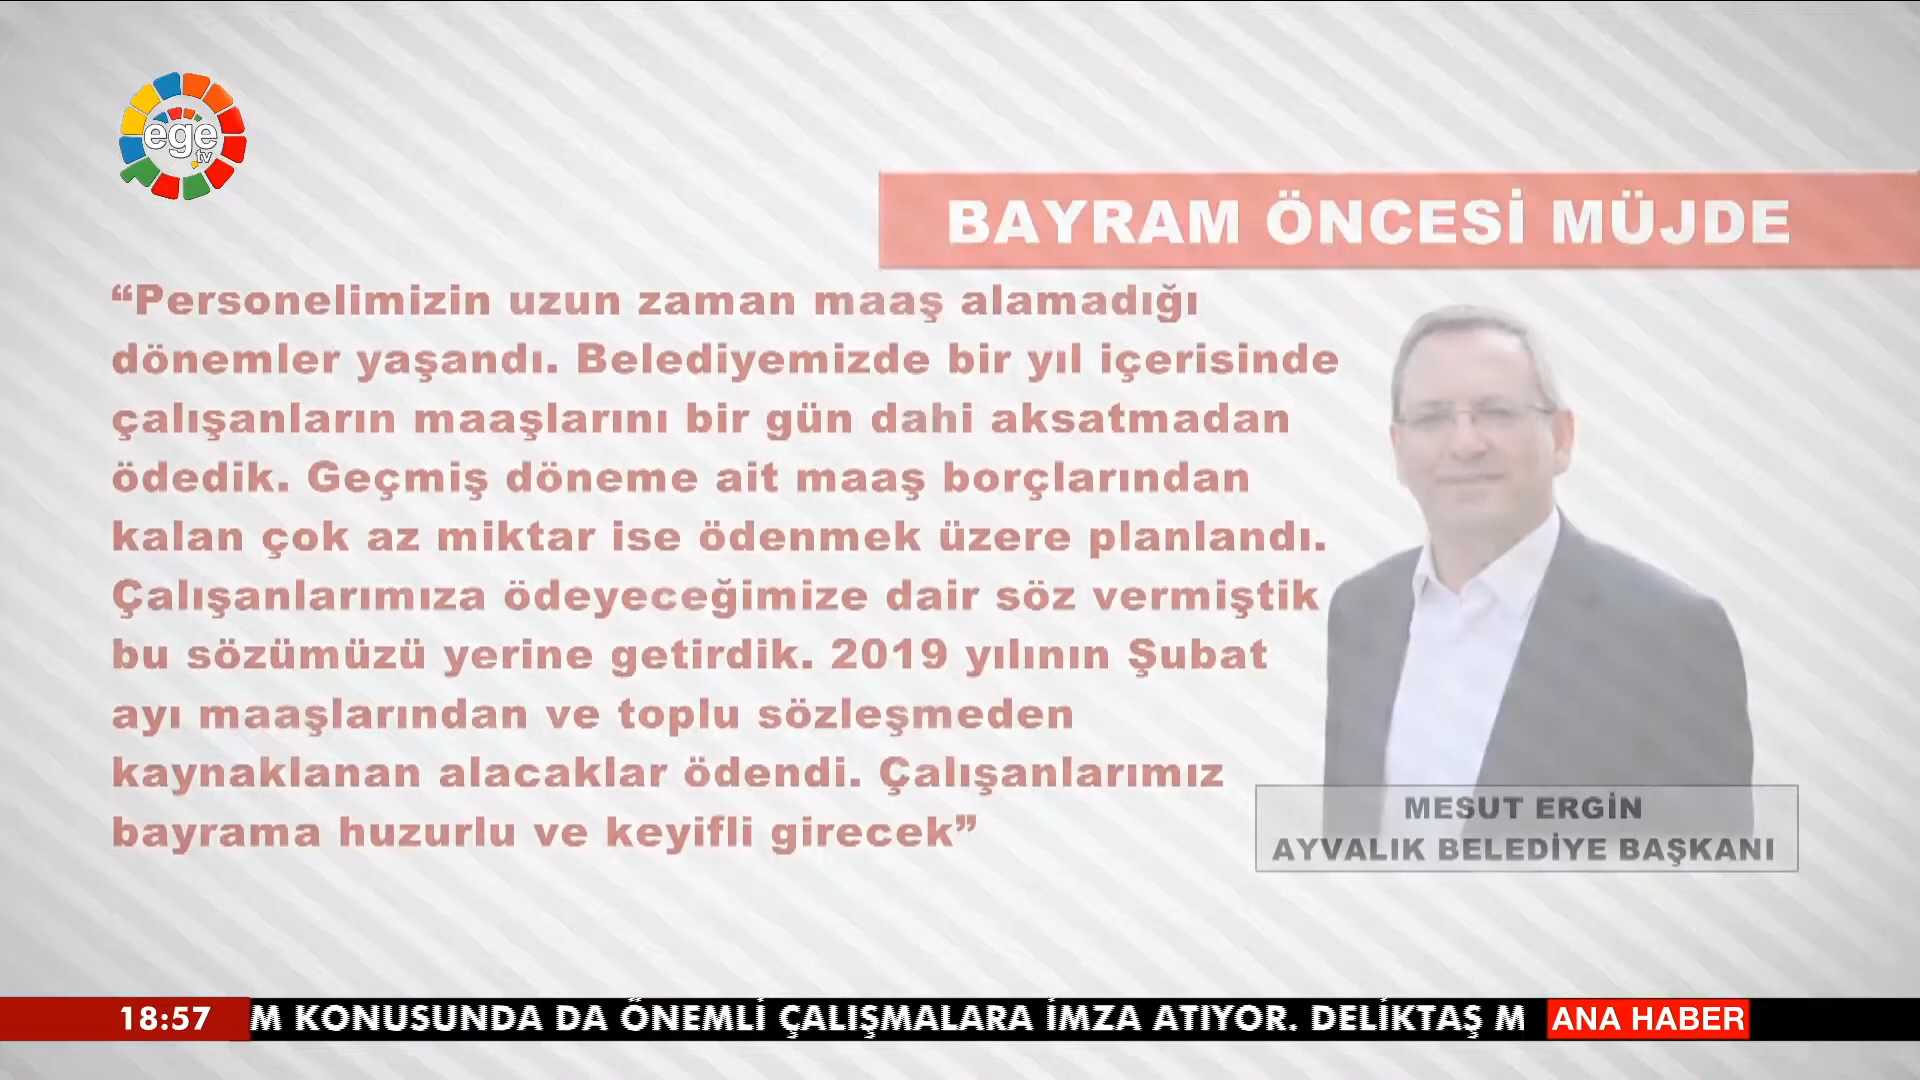 ege
tv
BAYRAM ÖNCESİ MÜJDE
“Personelimizin uzun zaman maaş alamadığı
dönemler yaşandı. Belediyemizde bir yıl içerisinde
çalışanların maaşlarını bir gün dahi aksatmadan
ödedik. Geçmiş döneme ait maaş borçlarından
kalan çok az miktar ise ödenmek üzere planlandı.
Çalışanlarımıza ödeyeceğimize dair söz vermiştik
bu sözümüzü yerine getirdik. 2019 yılının Şubat
ayı maaşlarından ve toplu sözleşmeden
kaynaklanan alacaklar ödendi. Çalışanlarımız
bayrama huzurlu ve keyifli girecek”
MESUT ERGİN
AYVALIK BELEDİYE BAŞKANI
18:57 M KONUSUNDA DA ÖNEMLİ ÇALIŞMALARA İMZA ATIYOR. DELİKTAŞ M ANA HABER